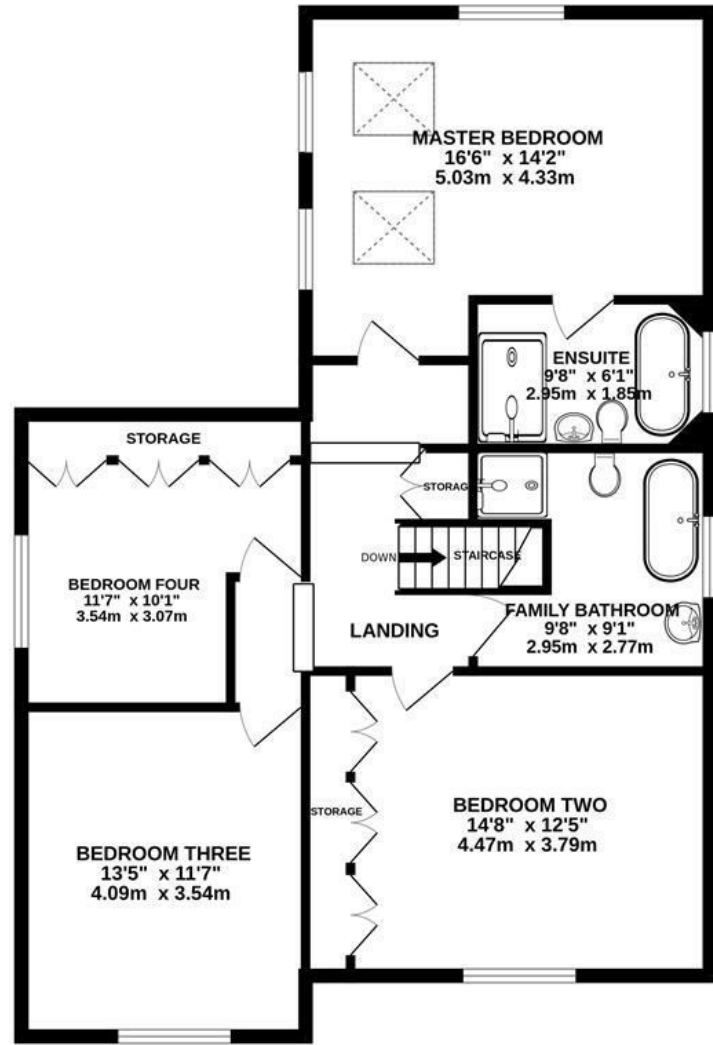 MASTER BEDROOM
16'6" x 14'2"
5.03m x 4.33m
ENSUITE
9'8" x 6'1"
2.95m x 1.85m
STORAGE
STORAGE
DOWN
STAIRCASE
BEDROOM FOUR
11'7" x 10'1"
3.54m x 3.07m
FAMILY BATHROOM
9'8" x 9'1"
2.95m x 2.77m
LANDING
STORAGE
BEDROOM TWO
14'8" x 12'5"
4.47m x 3.79m
BEDROOM THREE
13'5" x 11'7"
4.09m x 3.54m